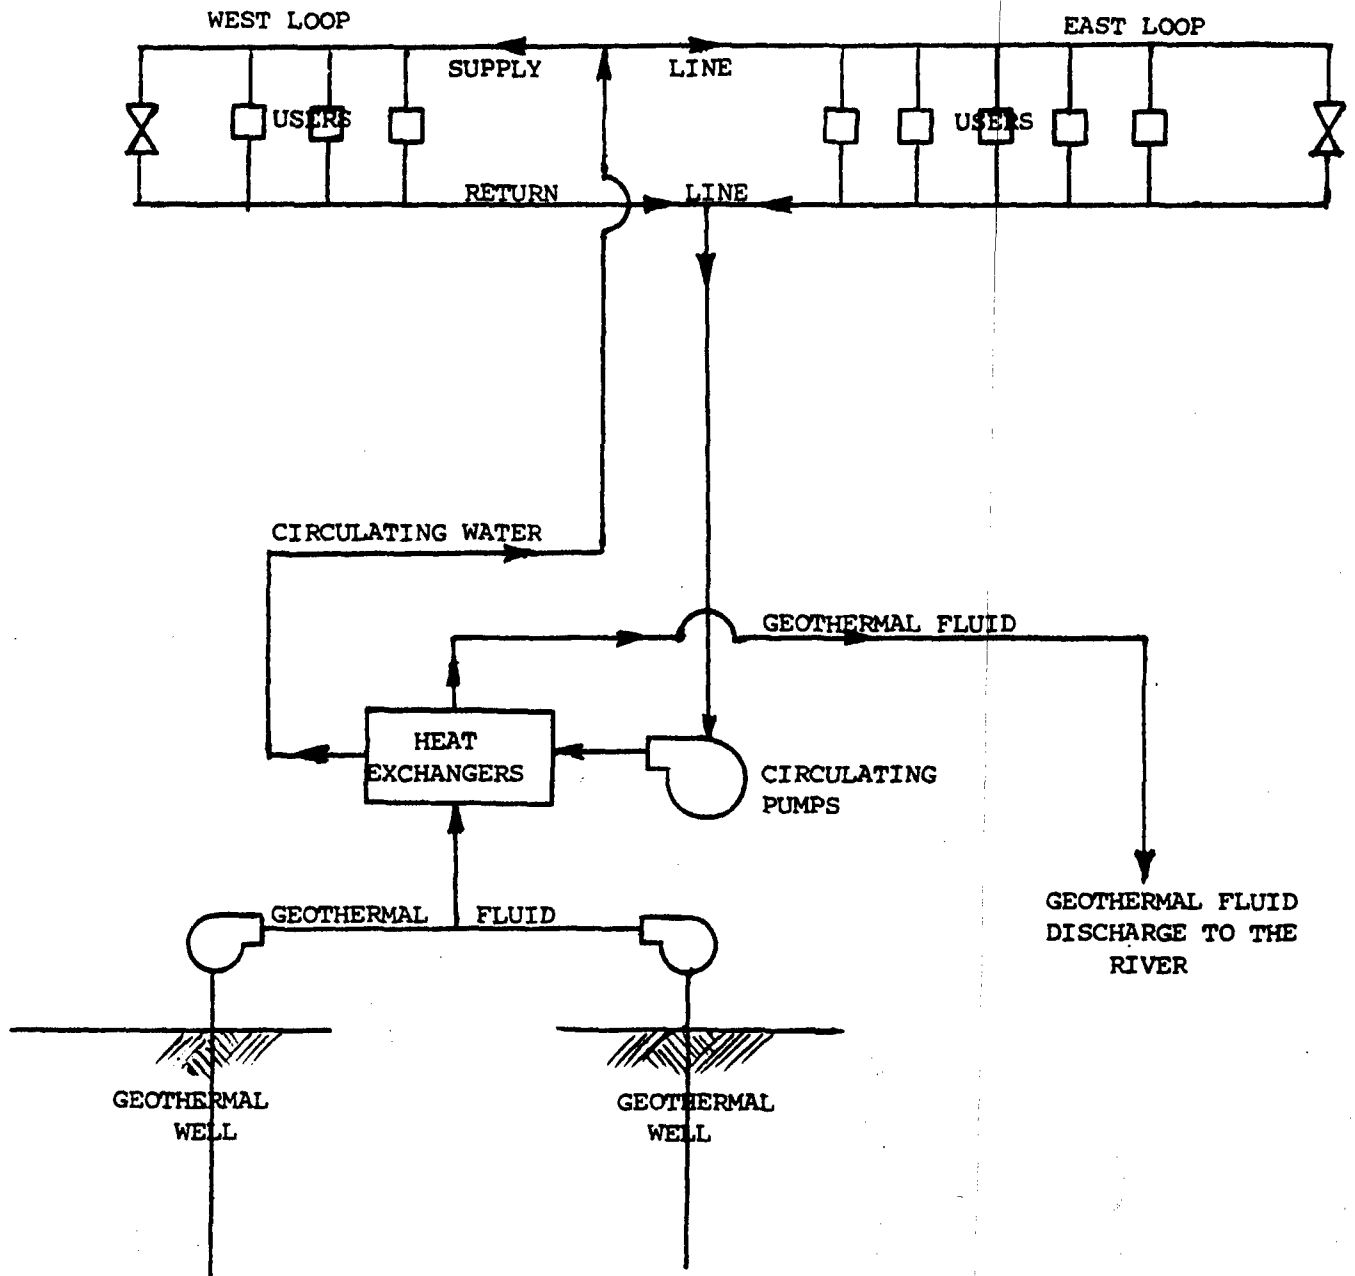 WEST LOOP
EAST LOOP
SUPPLY LINE
USERS
USERS
RETURN LINE
CIRCULATING WATER
GEOTHERMAL FLUID
HEAT
EXCHANGERS
CIRCULATING
PUMPS
GEOTHERMAL FLUID
GEOTHERMAL FLUID
DISCHARGE TO THE
RIVER
GEOTHERMAL
WELL
GEOTHERMAL
WELL